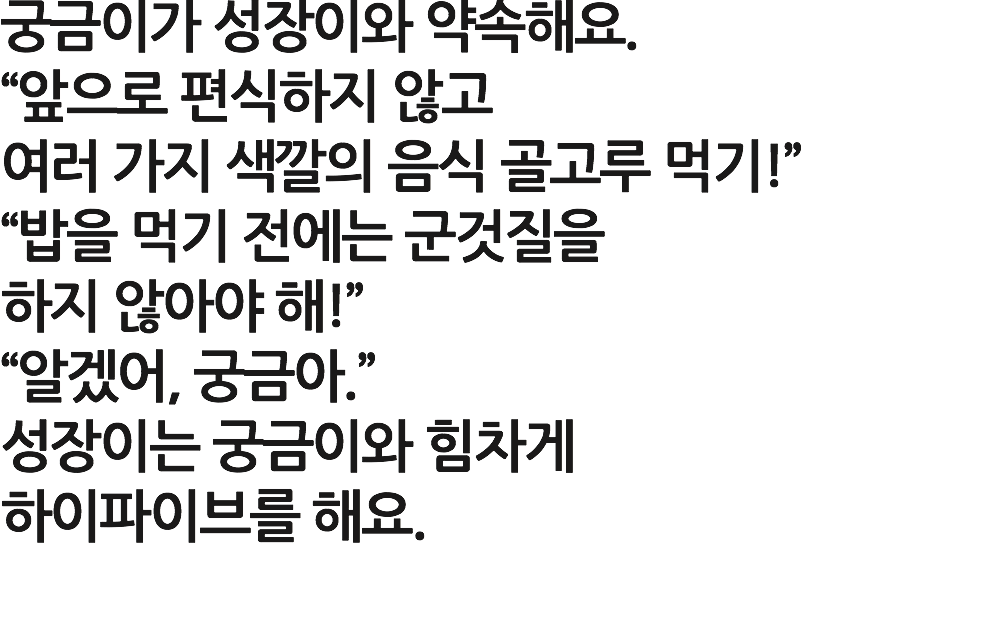 궁금이가 성장이와 약속해요.
“앞으로 편식하지 않고
여러 가지 색깔의 음식 골고루 먹기!”
“밥을 먹기 전에는 군것질을
하지 않아야 해!”
“알겠어, 궁금아.”
성장이는 궁금이와 힘차게
하이파이브를 해요.